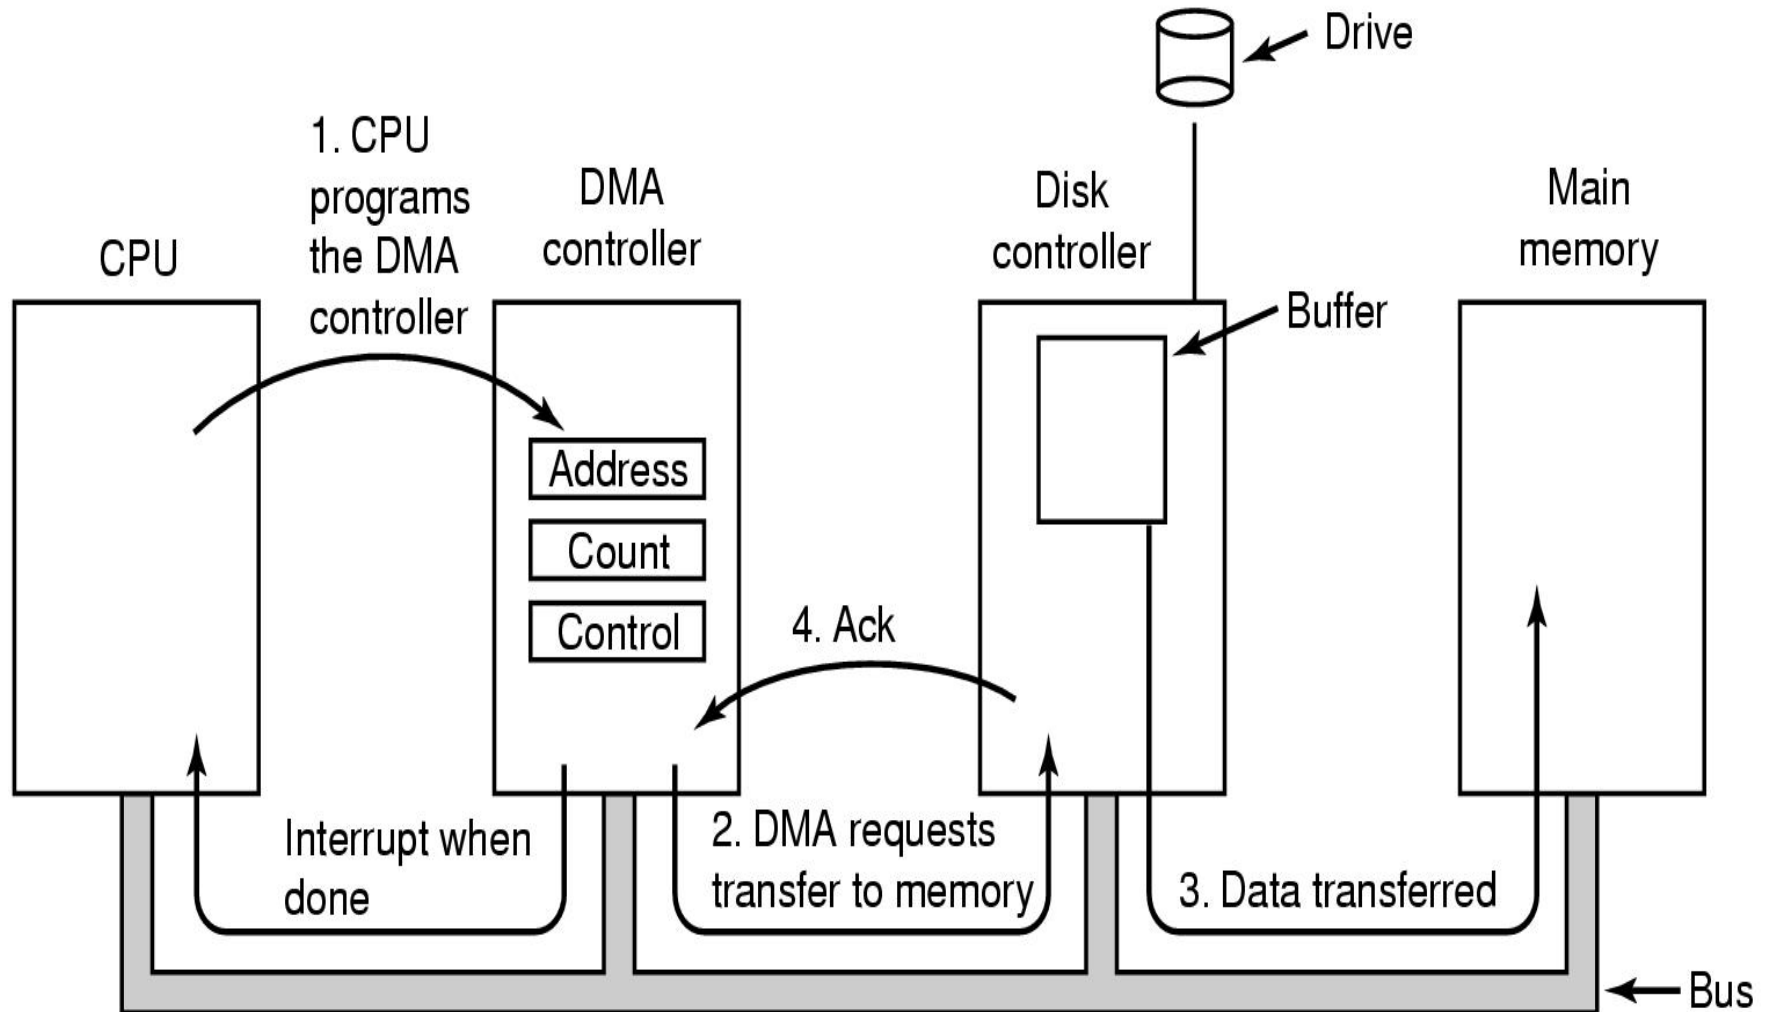 Drive
1. CPU
programs
the DMA
controller
CPU
DMA
controller
Disk
controller
Main
memory
Buffer
Address
Count
Control
4. Ack
Interrupt when
done
2. DMA requests
transfer to memory
3. Data transferred
Bus